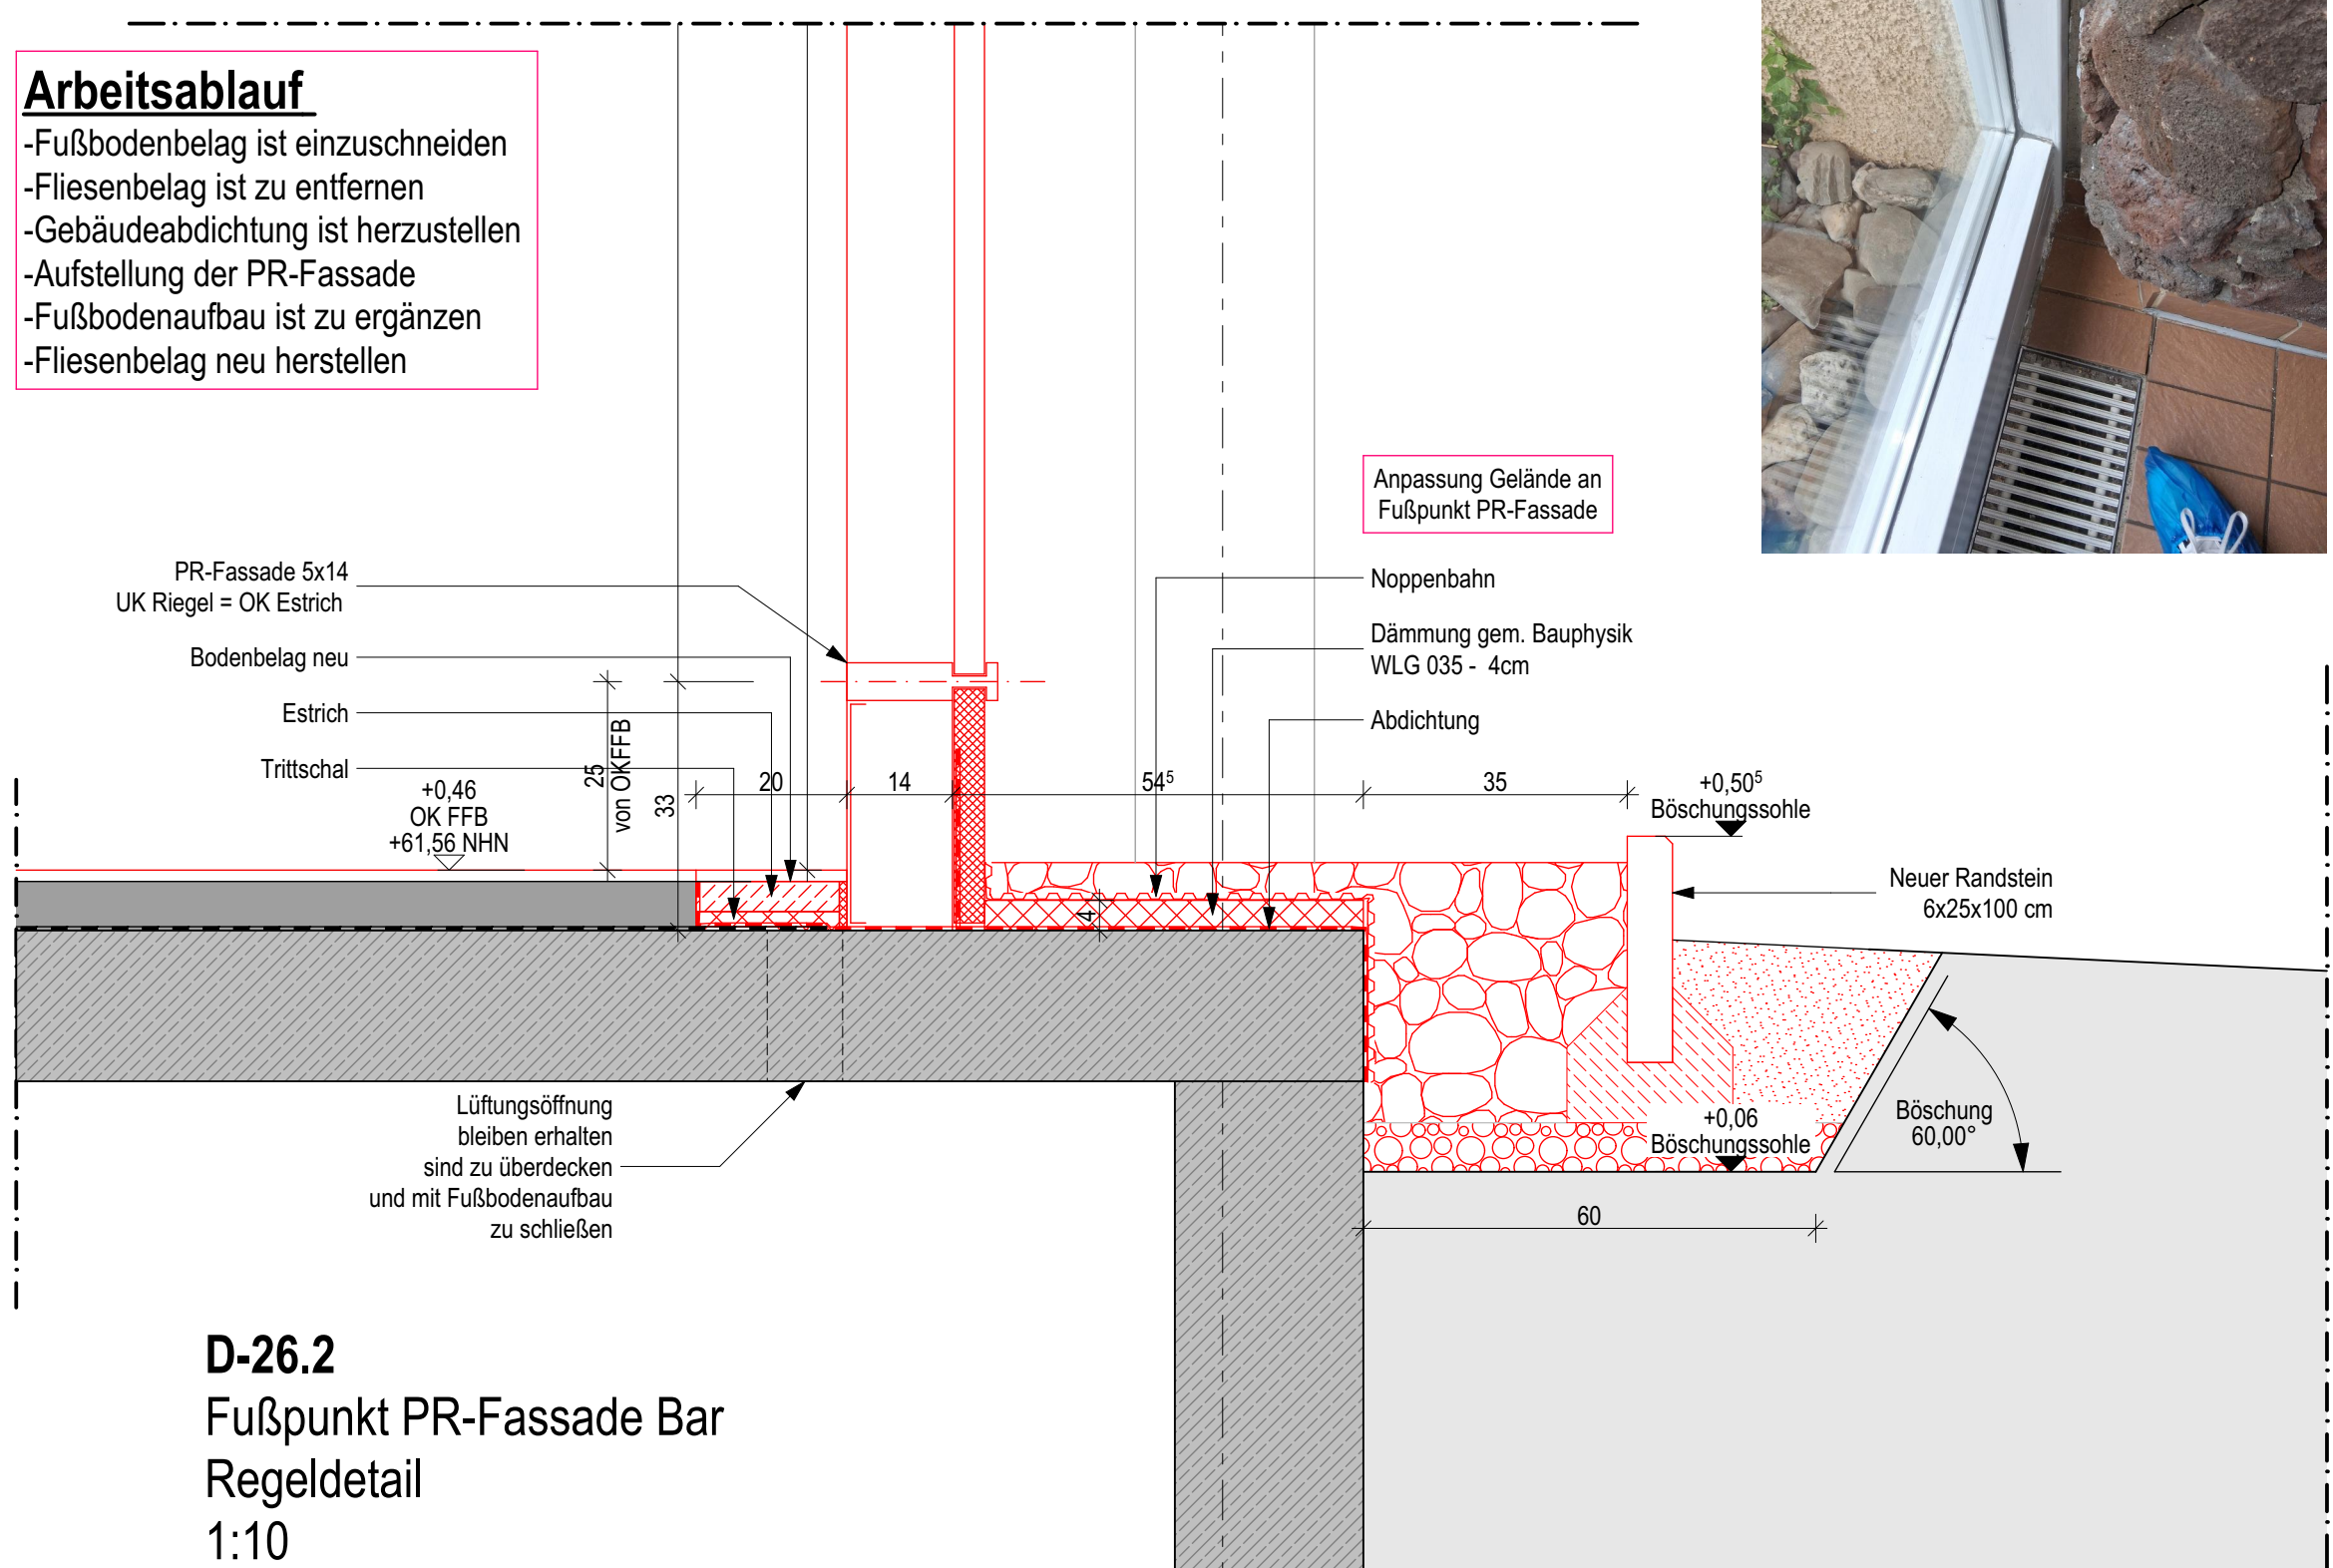 Arbeitsablauf
-Fußbodenbelag ist einzuschneiden
-Fliesenbelag ist zu entfernen
-Gebäudeabdichtung ist herzustellen
-Aufstellung der PR-Fassade
-Fußbodenaufbau ist zu ergänzen
-Fliesenbelag neu herstellen
Anpassung Gelände an
Fußpunkt PR-Fassade
PR-Fassade 5x14
UK Riegel = OK Estrich
Bodenbelag neu
Estrich
Trittschal
Noppenbahn
Dämmung gem. Bauphysik
WLG 035 - 4cm
Abdichtung
+0,46
OK FFB
+61,56 NHN
25
von OKFFB
33
20
14
54⁵
35
4
+0,50⁵
Böschungssohle
Neuer Randstein
6x25x100 cm
+0,06
Böschungssohle
Böschung
60,00°
60
Lüftungsöffnung
bleiben erhalten
sind zu überdecken
und mit Fußbodenaufbau
zu schließen
D-26.2
Fußpunkt PR-Fassade Bar
Regeldetail
1:10